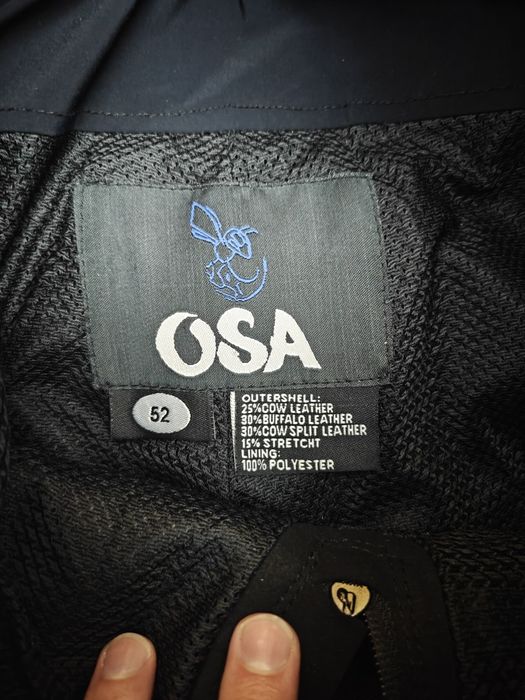 OSA
52
OUTERSHELL:
25%COW LEATHER
30%BUFFALO LEATHER
30%COW SPLIT LEATHER
15% STRETCHT
LINING:
100% POLYESTER